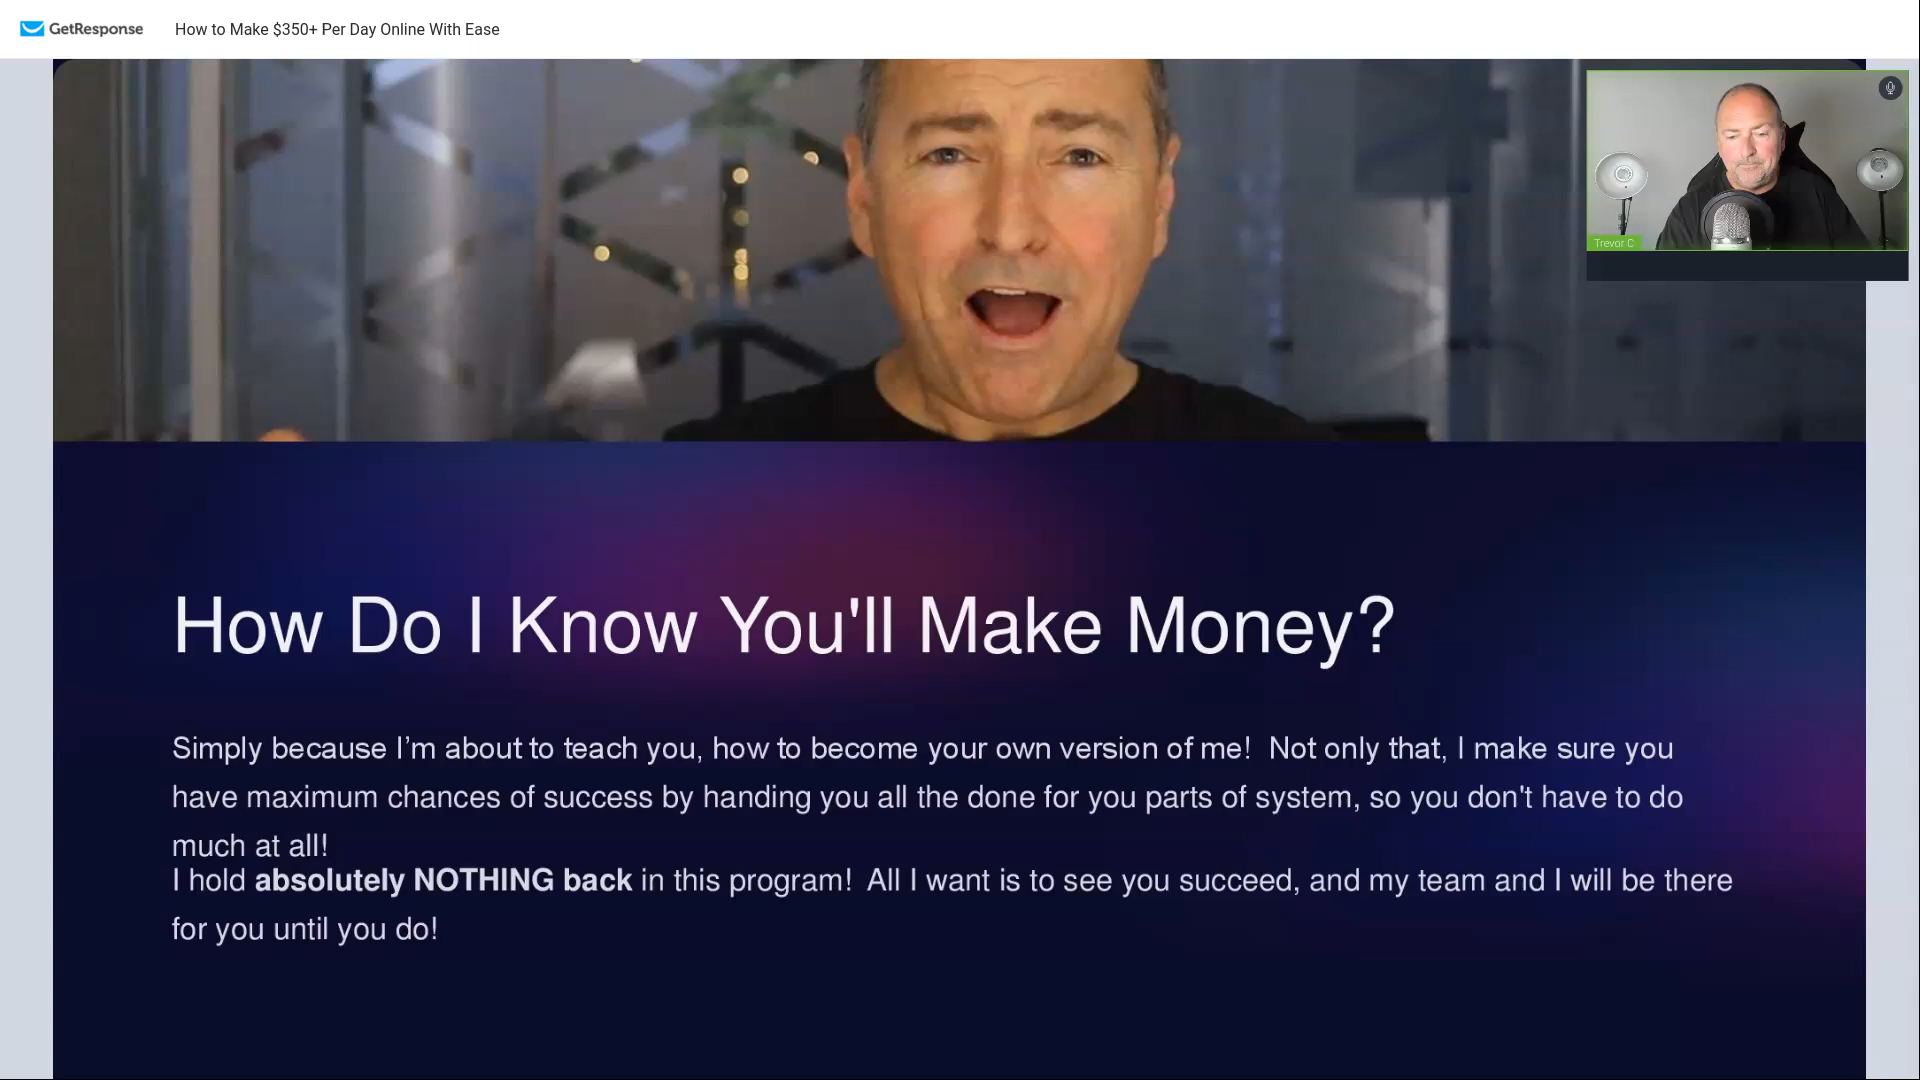 GetResponse How to Make $350+ Per Day Online With Ease
Trevor C
How Do I Know You'll Make Money?
Simply because I’m about to teach you, how to become your own version of me!  Not only that, I make sure you
have maximum chances of success by handing you all the done for you parts of system, so you don't have to do
much at all!
I hold absolutely NOTHING back in this program!  All I want is to see you succeed, and my team and I will be there
for you until you do!